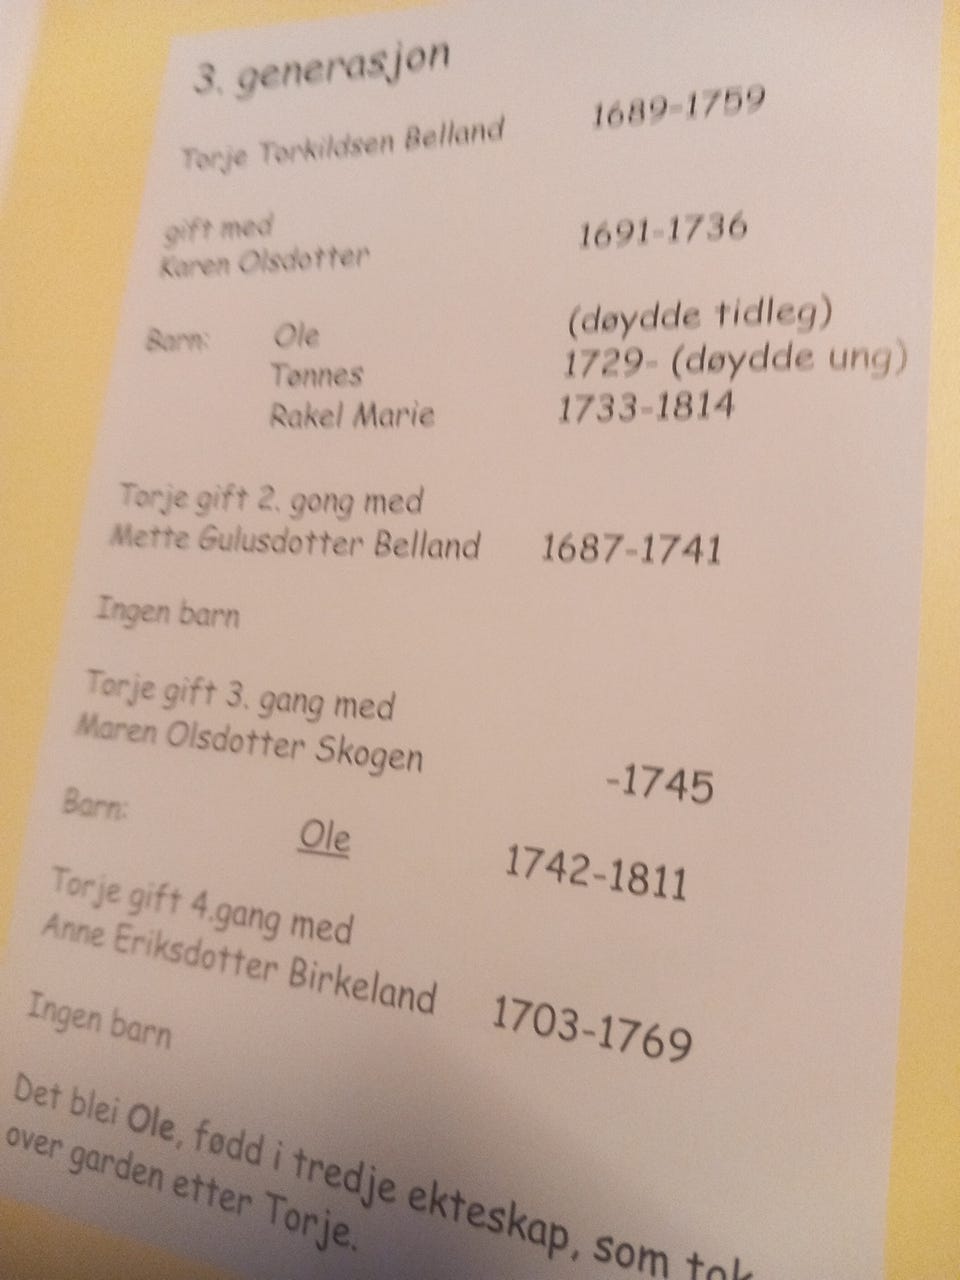 3. generasjon
Torje Torkildsen Belland 1689-1759
gift med
Karen Olsdotter 1691-1736
Barn: Ole (døydde tidleg)
Tønnes 1729- (døydde ung)
Rakel Marie 1733-1814
Torje gift 2. gong med
Mette Gulusdotter Belland 1687-1741
Ingen barn
Torje gift 3. gang med
Maren Olsdotter Skogen -1745
Barn: Ole 1742-1811
Torje gift 4.gang med
Anne Eriksdotter Birkeland 1703-1769
Ingen barn
Det blei Ole, fødd i tredje ekteskap, som tok
over garden etter Torje.